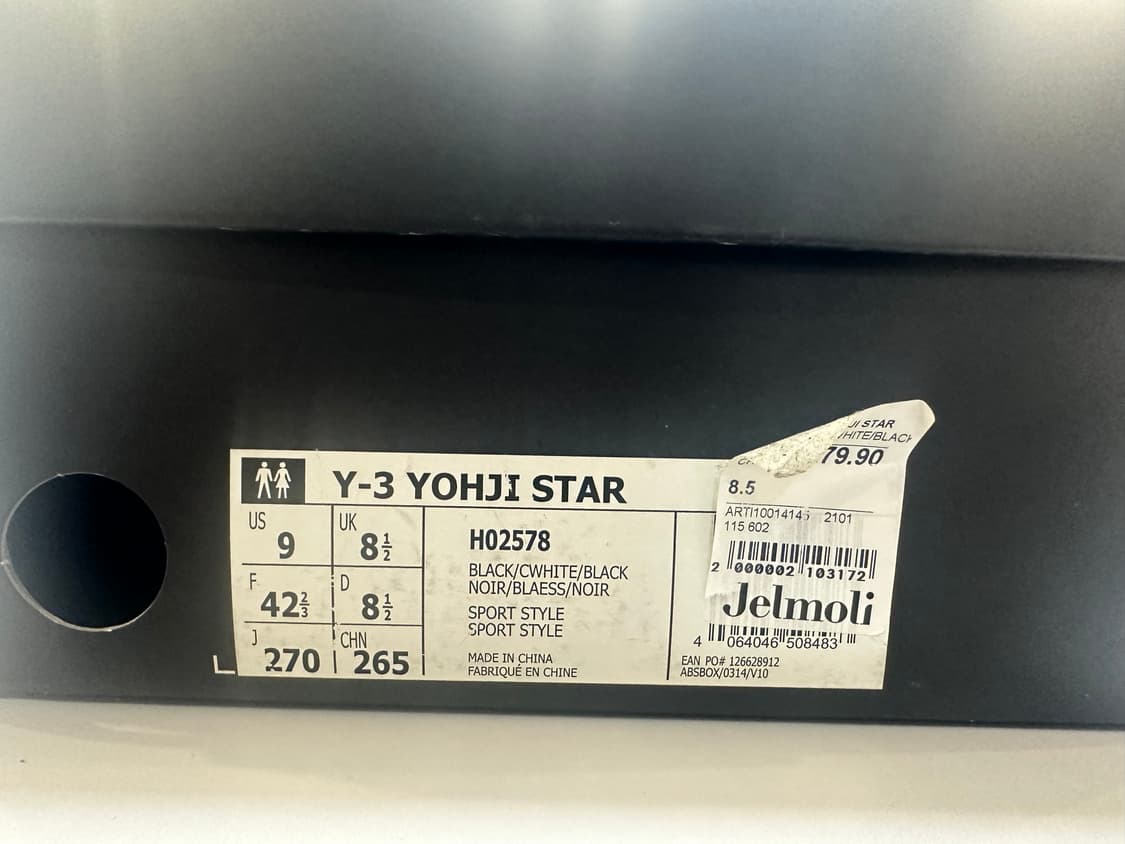 Y-3 YOHJI STAR
US
9
UK
8½
F
42⅔
D
8½
J
270
CHN
265
H02578
BLACK/CWHITE/BLACK
NOIR/BLAESS/NOIR
SPORT STYLE
SPORT STYLE
MADE IN CHINA
FABRIQUÉ EN CHINE
STAR
79.90
8.5
2101
115 602
2 000002 103172
Jelmoli
4 064046 508483
EAN PO# 126628912
ABSBOX/0314/V10